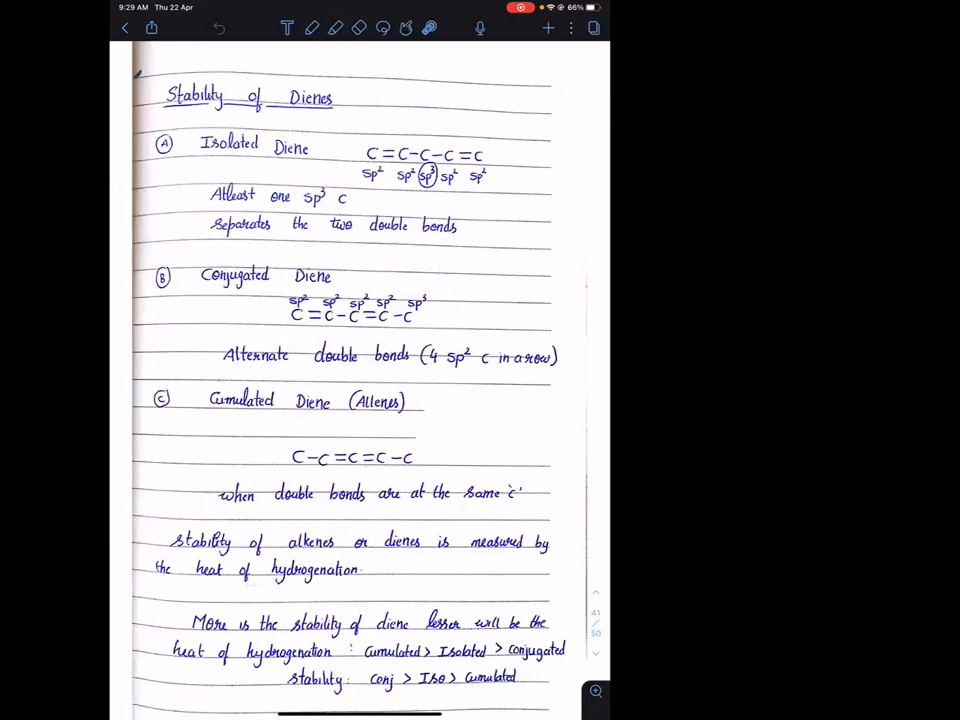 9:29 AM Thu 22 Apr
66%
Stability of Dienes
A Isolated Diene C=C-C-C=C
sp² sp² sp³ sp² sp²
Atleast one sp³ C
separates the two double bonds
B Conjugated Diene
sp² sp² sp² sp² sp³
C=C-C=C-C
Alternate double bonds (4 sp² C in a row)
C Cumulated Diene (Allenes)
C-C=C=C-C
when double bonds are at the same 'c'
stability of alkenes or dienes is measured by
the heat of hydrogenation.
More is the stability of diene lesser will be the
heat of hydrogenation : cumulated > Isolated > conjugated
stability: conj > Iso > cumulated
41
/
50